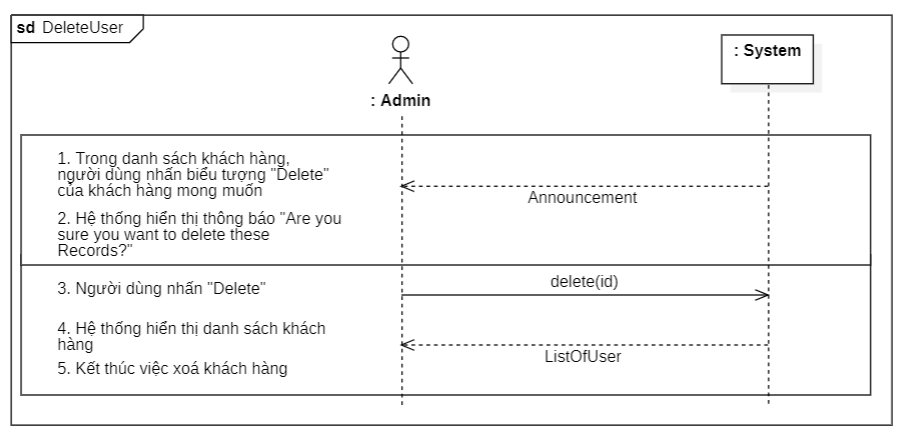 sd DeleteUser
: System
: Admin
1. Trong danh sách khách hàng,
người dùng nhấn biểu tượng "Delete"
của khách hàng mong muốn
Announcement
2. Hệ thống hiển thị thông báo "Are you
sure you want to delete these
Records?"
delete(id)
3. Người dùng nhấn "Delete"
4. Hệ thống hiển thị danh sách khách
hàng
ListOfUser
5. Kết thúc việc xoá khách hàng